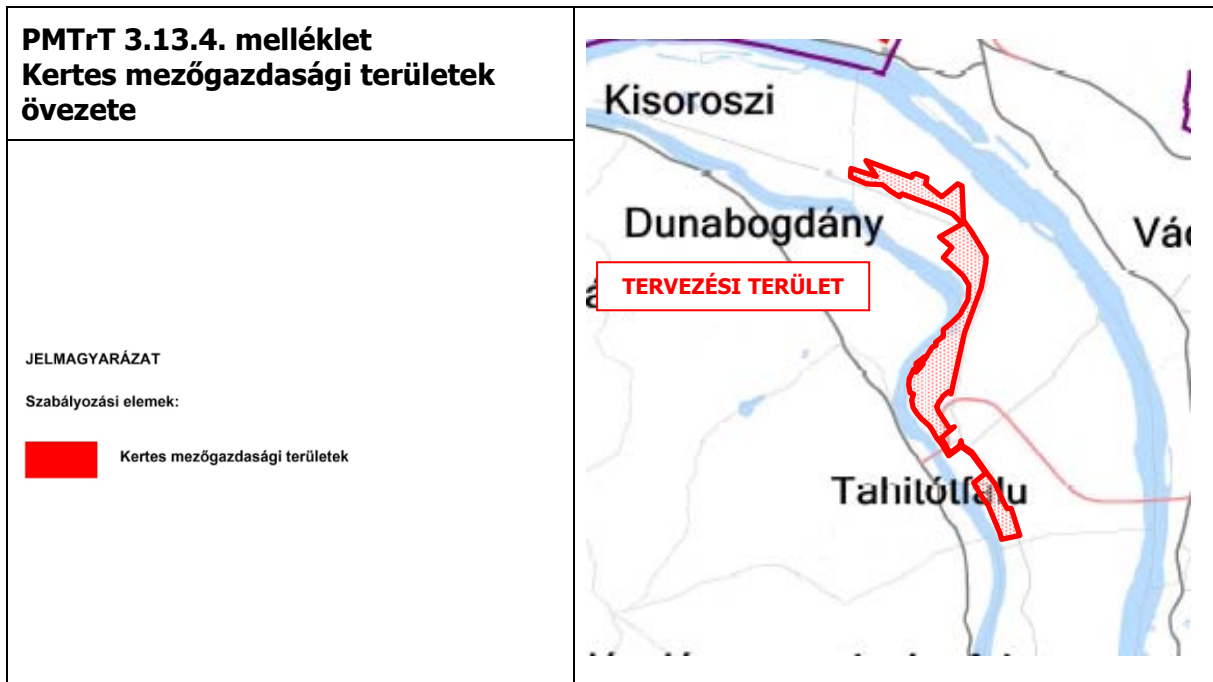 PMTrT 3.13.4. melléklet
Kertes mezőgazdasági területek
övezete
JELMAGYARÁZAT
Szabályozási elemek:
Kertes mezőgazdasági területek
Kisoroszi
Dunabogdány
Vác
TERVEZÉSI TERÜLET
Tahitótfalu